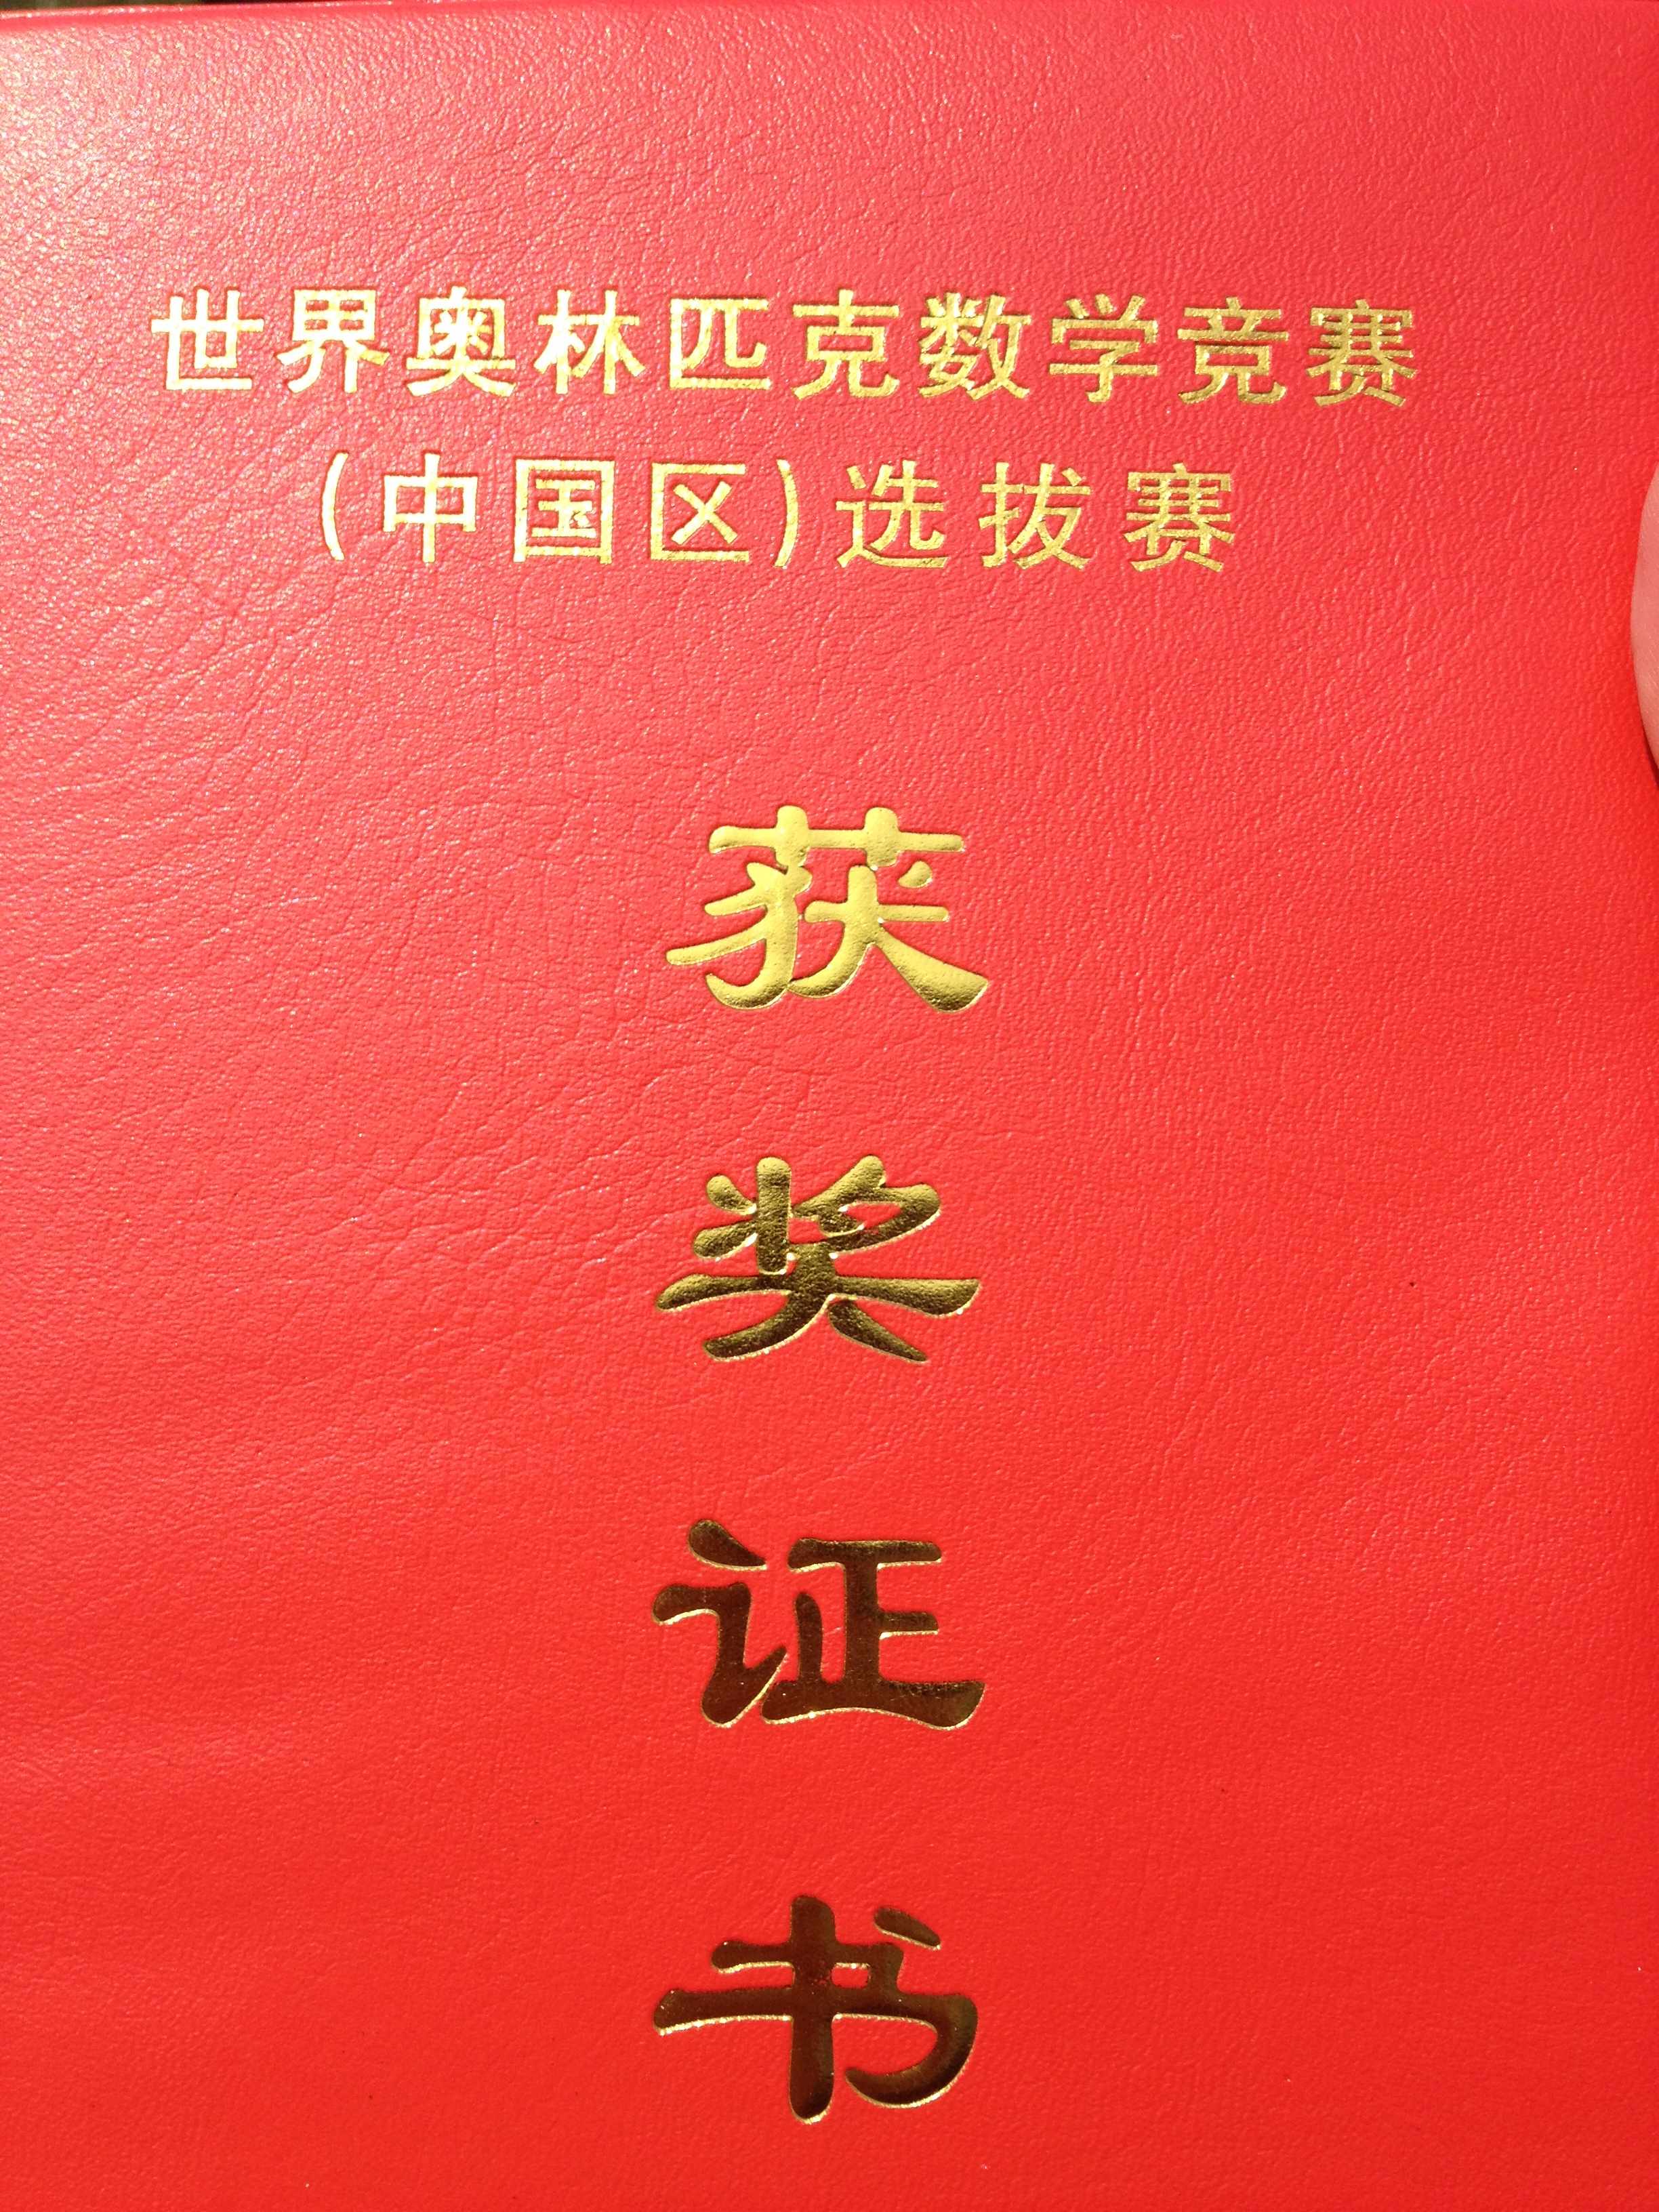 世界奥林匹克数学竞赛
(中国区)选拔赛
获
奖
证
书